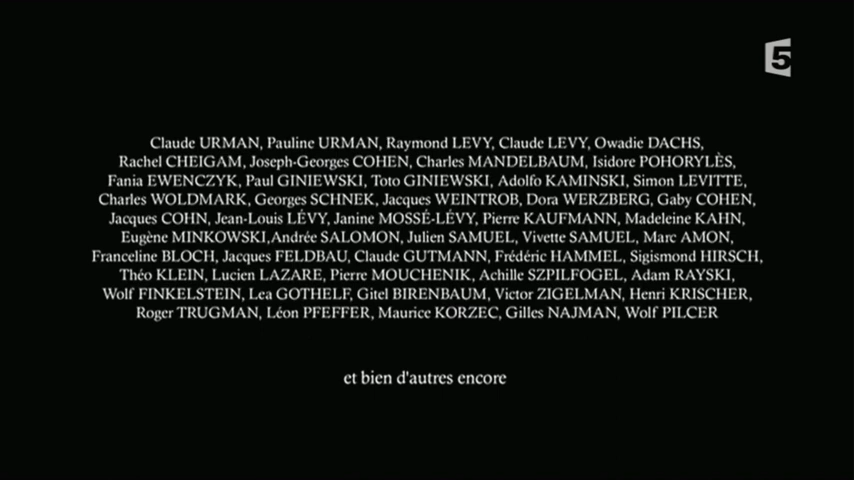 5
Claude URMAN, Pauline URMAN, Raymond LEVY, Claude LEVY, Owadie DACHS,
Rachel CHEIGAM, Joseph-Georges COHEN, Charles MANDELBAUM, Isidore POHORYLÈS,
Fania EWENCZYK, Paul GINIEWSKI, Toto GINIEWSKI, Adolfo KAMINSKI, Simon LEVITTE,
Charles WOLDMARK, Georges SCHNEK, Jacques WEINTROB, Dora WERZBERG, Gaby COHEN,
Jacques COHN, Jean-Louis LÉVY, Janine MOSSÉ-LÉVY, Pierre KAUFMANN, Madeleine KAHN,
Eugène MINKOWSKI,Andrée SALOMON, Julien SAMUEL, Vivette SAMUEL, Marc AMON,
Franceline BLOCH, Jacques FELDBAU, Claude GUTMANN, Frédéric HAMMEL, Sigismond HIRSCH,
Théo KLEIN, Lucien LAZARE, Pierre MOUCHENIK, Achille SZPILFOGEL, Adam RAYSKI,
Wolf FINKELSTEIN, Lea GOTHELF, Gitel BIRENBAUM, Victor ZIGELMAN, Henri KRISCHER,
Roger TRUGMAN, Léon PFEFFER, Maurice KORZEC, Gilles NAJMAN, Wolf PILCER
et bien d'autres encore